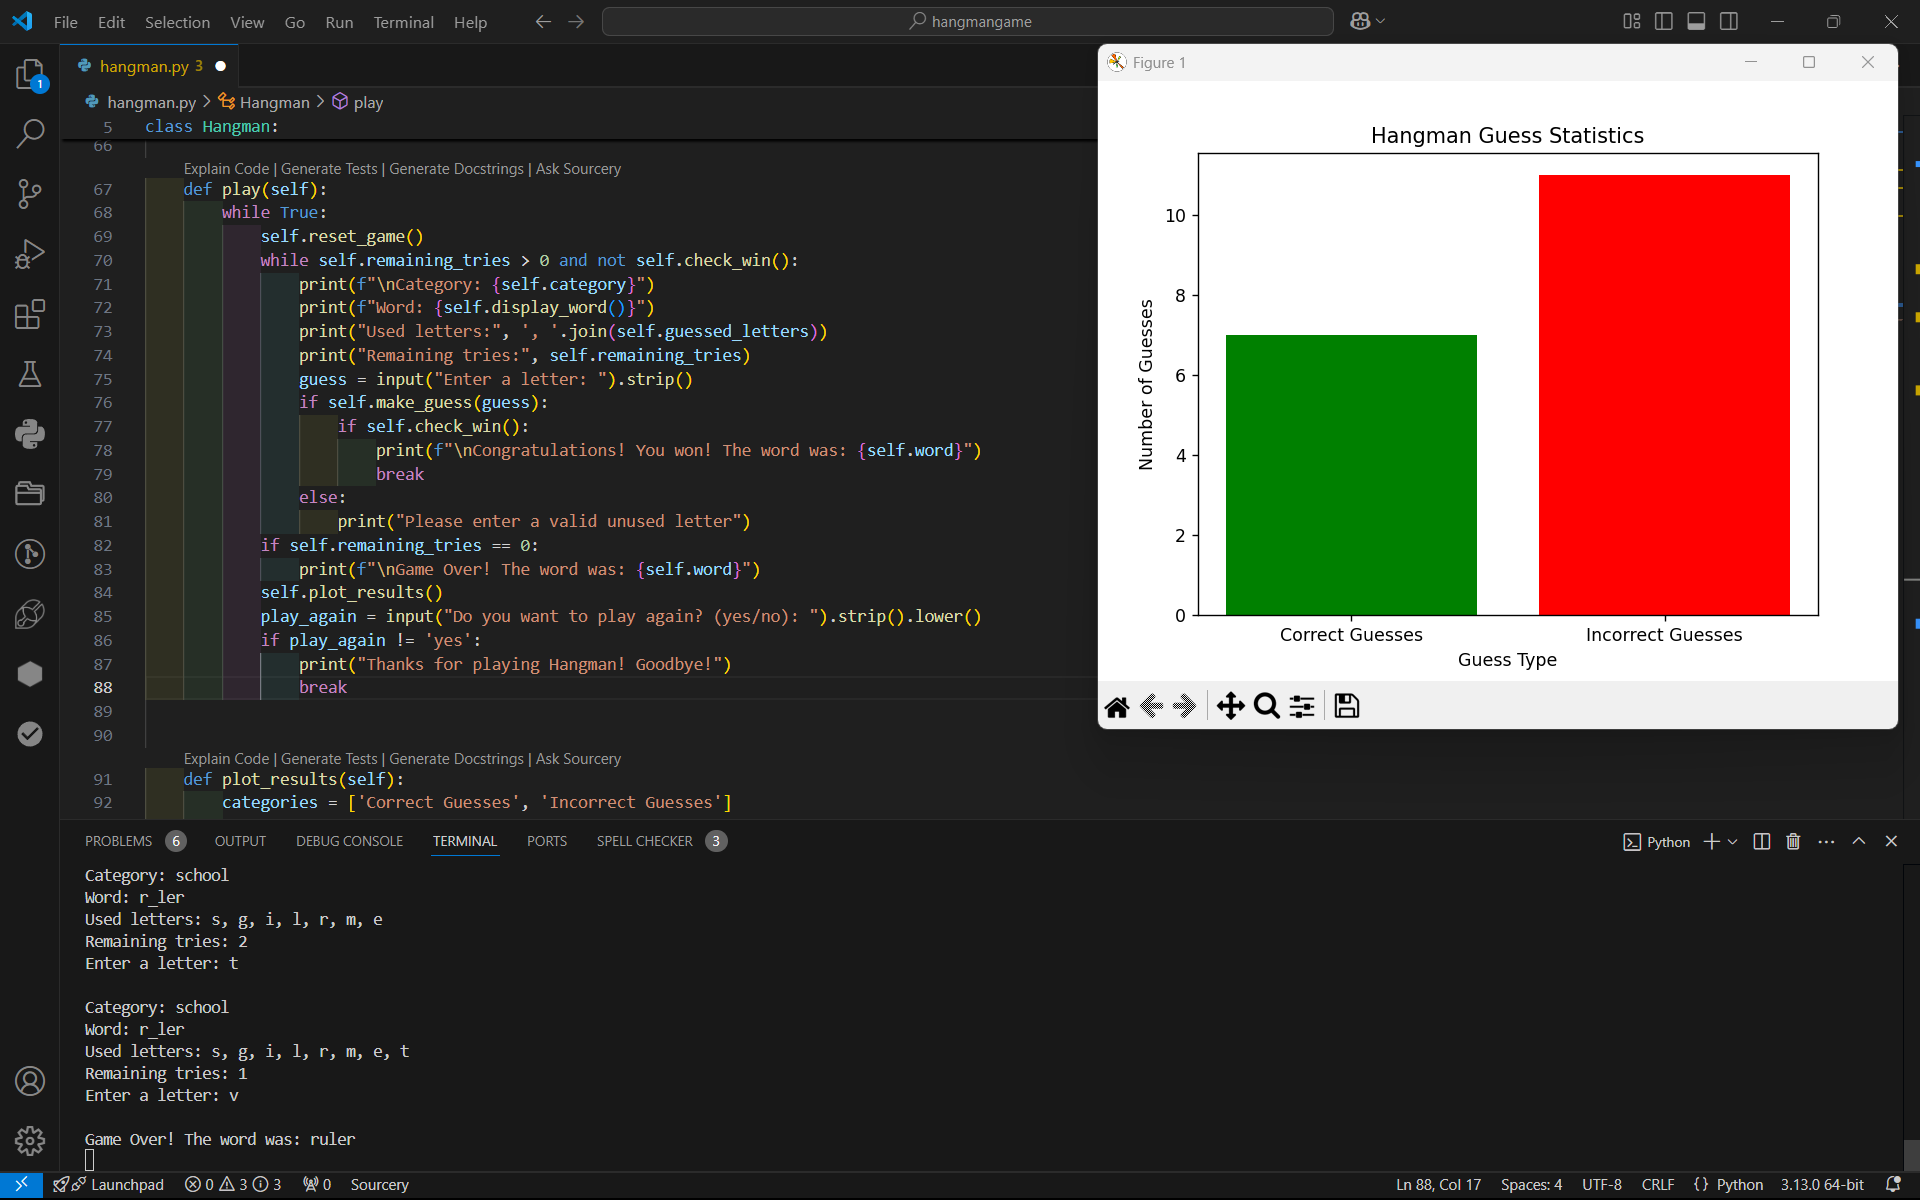 File Edit Selection View Go Run Terminal Help
hangmangame
hangman.py 3
hangman.py > Hangman > play
5 class Hangman:
66
Explain Code | Generate Tests | Generate Docstrings | Ask Sourcery
67 def play(self):
68 while True:
69 self.reset_game()
70 while self.remaining_tries > 0 and not self.check_win():
71 print(f"\nCategory: {self.category}")
72 print(f"Word: {self.display_word()}")
73 print("Used letters:", ', '.join(self.guessed_letters))
74 print("Remaining tries:", self.remaining_tries)
75 guess = input("Enter a letter: ").strip()
76 if self.make_guess(guess):
77 if self.check_win():
78 print(f"\nCongratulations! You won! The word was: {self.word}")
79 break
80 else:
81 print("Please enter a valid unused letter")
82 if self.remaining_tries == 0:
83 print(f"\nGame Over! The word was: {self.word}")
84 self.plot_results()
85 play_again = input("Do you want to play again? (yes/no): ").strip().lower()
86 if play_again != 'yes':
87 print("Thanks for playing Hangman! Goodbye!")
88 break
89
90
Explain Code | Generate Tests | Generate Docstrings | Ask Sourcery
91 def plot_results(self):
92 categories = ['Correct Guesses', 'Incorrect Guesses']
Figure 1
Hangman Guess Statistics
Number of Guesses
10
8
6
4
2
0
Correct Guesses Incorrect Guesses
Guess Type
1
PROBLEMS 6 OUTPUT DEBUG CONSOLE TERMINAL PORTS SPELL CHECKER 3
Python
Category: school
Word: r_ler
Used letters: s, g, i, l, r, m, e
Remaining tries: 2
Enter a letter: t
Category: school
Word: r_ler
Used letters: s, g, i, l, r, m, e, t
Remaining tries: 1
Enter a letter: v
Game Over! The word was: ruler
Launchpad 0 3 3 0 Sourcery
Ln 88, Col 17 Spaces: 4 UTF-8 CRLF {} Python 3.13.0 64-bit